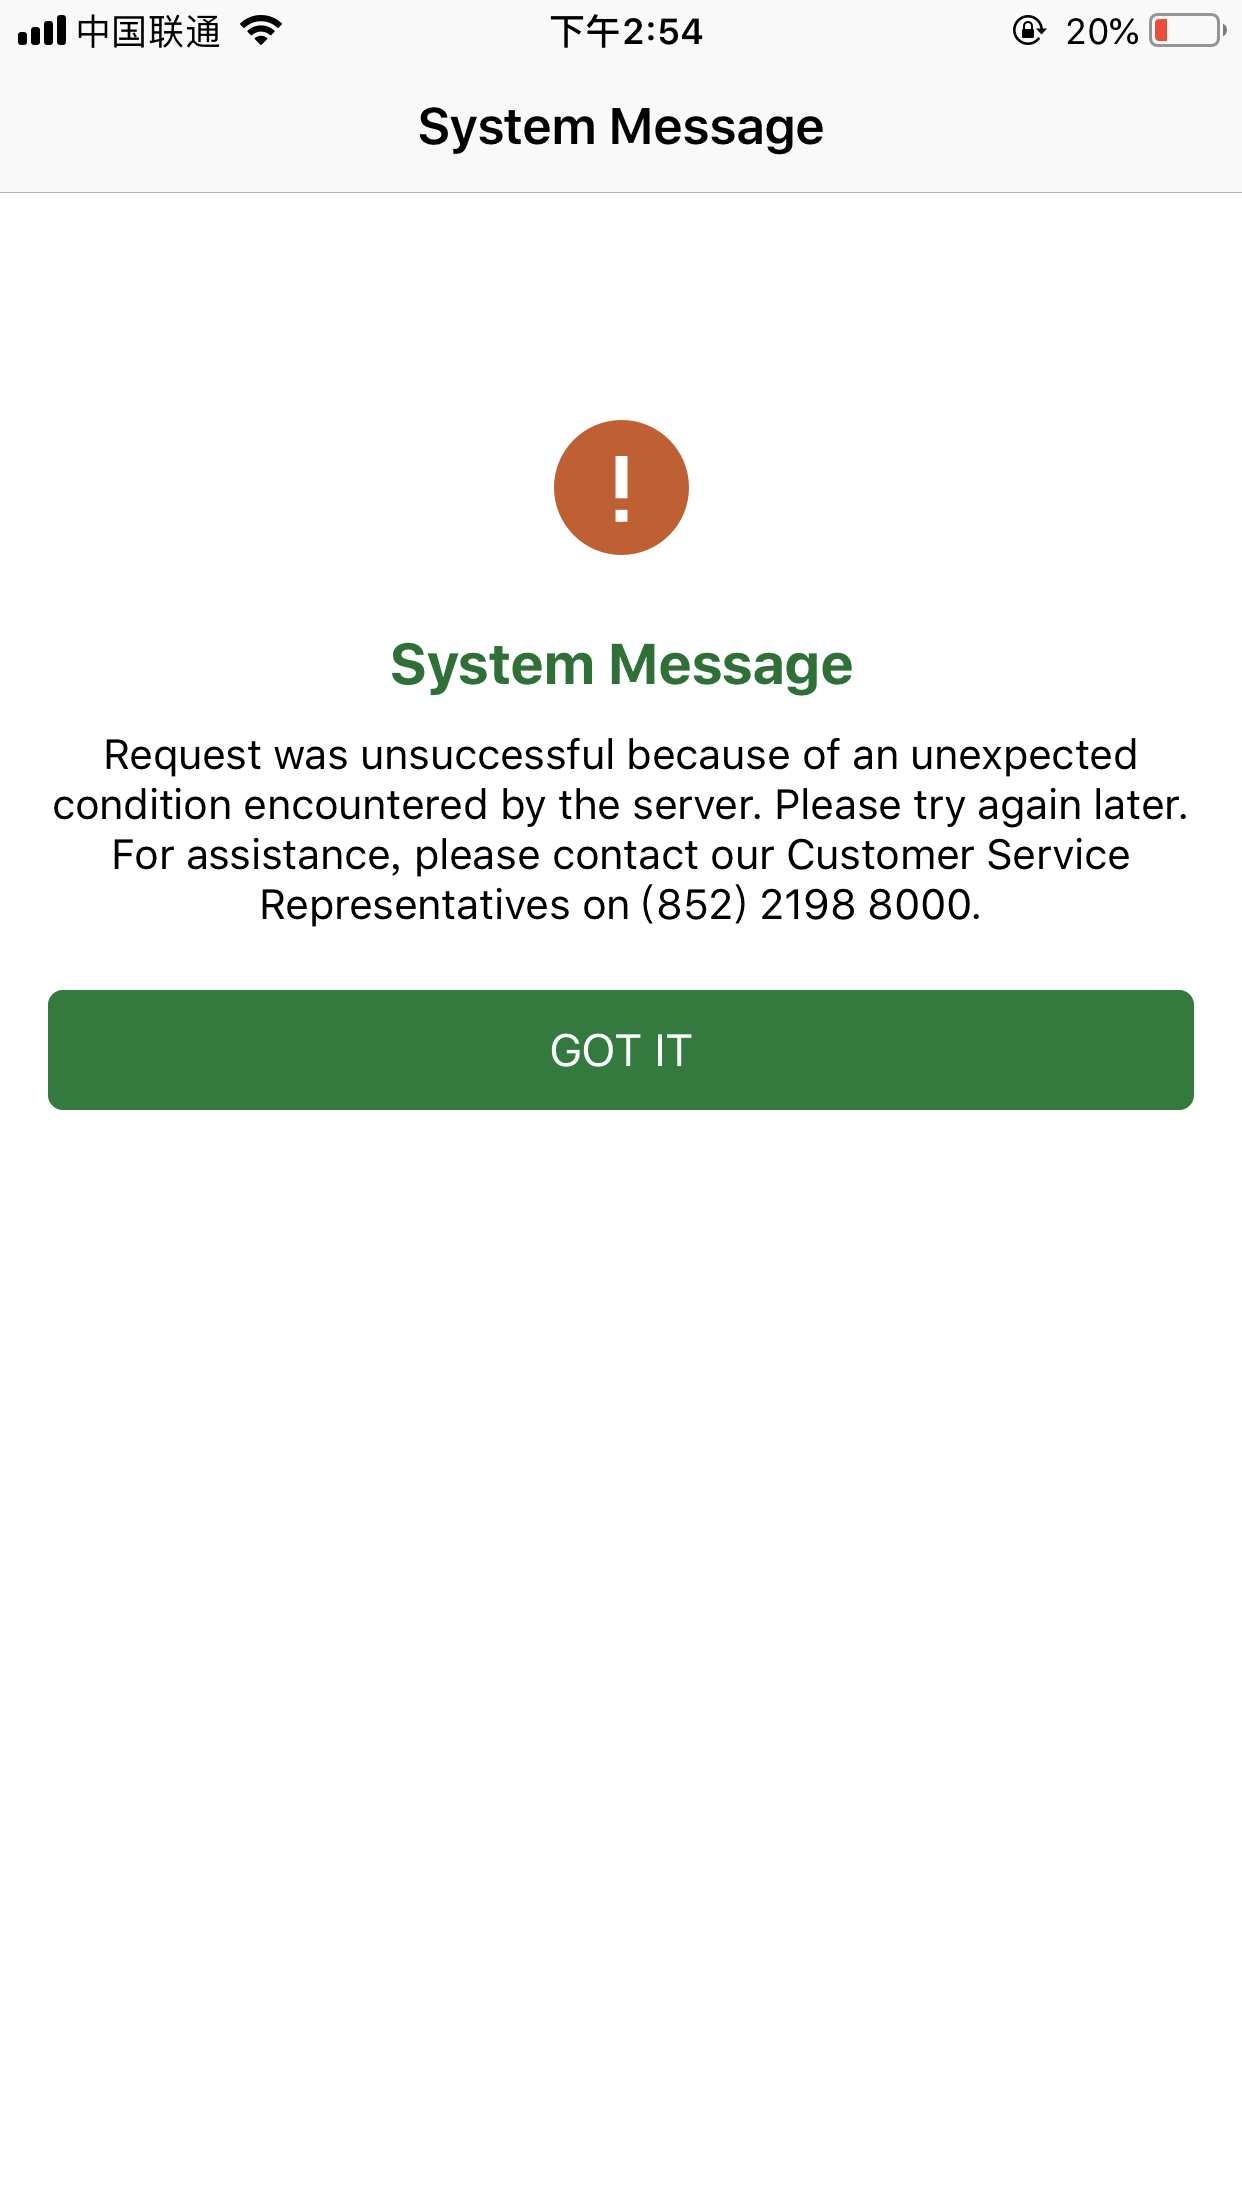 中国联通
下午2:54
20%
System Message
!
System Message
Request was unsuccessful because of an unexpected
condition encountered by the server. Please try again later.
For assistance, please contact our Customer Service
Representatives on (852) 2198 8000.
GOT IT